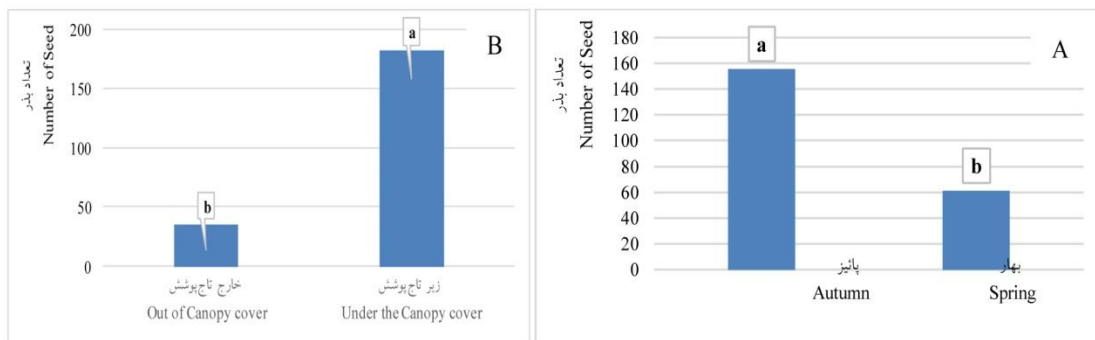 B
200
150
100
50
0
تعداد بذر
Number of Seed
b
a
خارج تاج‌پوشش
Out of Canopy cover
زیر تاج‌پوشش
Under the Canopy cover
A
180
160
140
120
100
80
60
40
20
0
تعداد بذر
Number of Seed
a
b
پائیز
Autumn
بهار
Spring